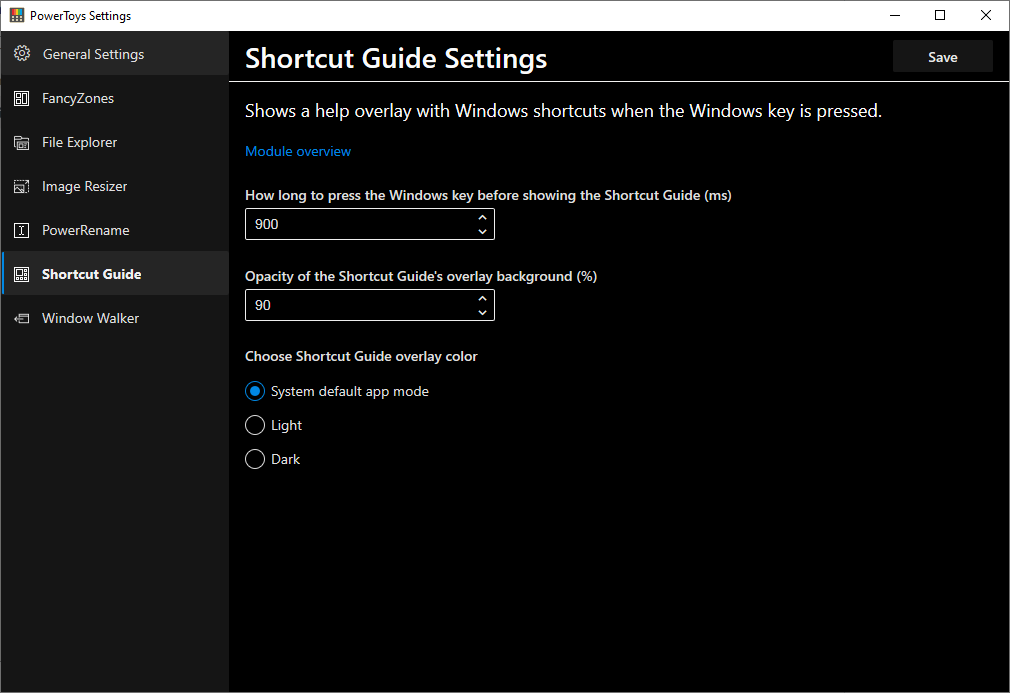 PowerToys Settings
General Settings
FancyZones
File Explorer
Image Resizer
PowerRename
Shortcut Guide
Window Walker
Shortcut Guide Settings
Save
Shows a help overlay with Windows shortcuts when the Windows key is pressed.
Module overview
How long to press the Windows key before showing the Shortcut Guide (ms)
900
Opacity of the Shortcut Guide's overlay background (%)
90
Choose Shortcut Guide overlay color
System default app mode
Light
Dark